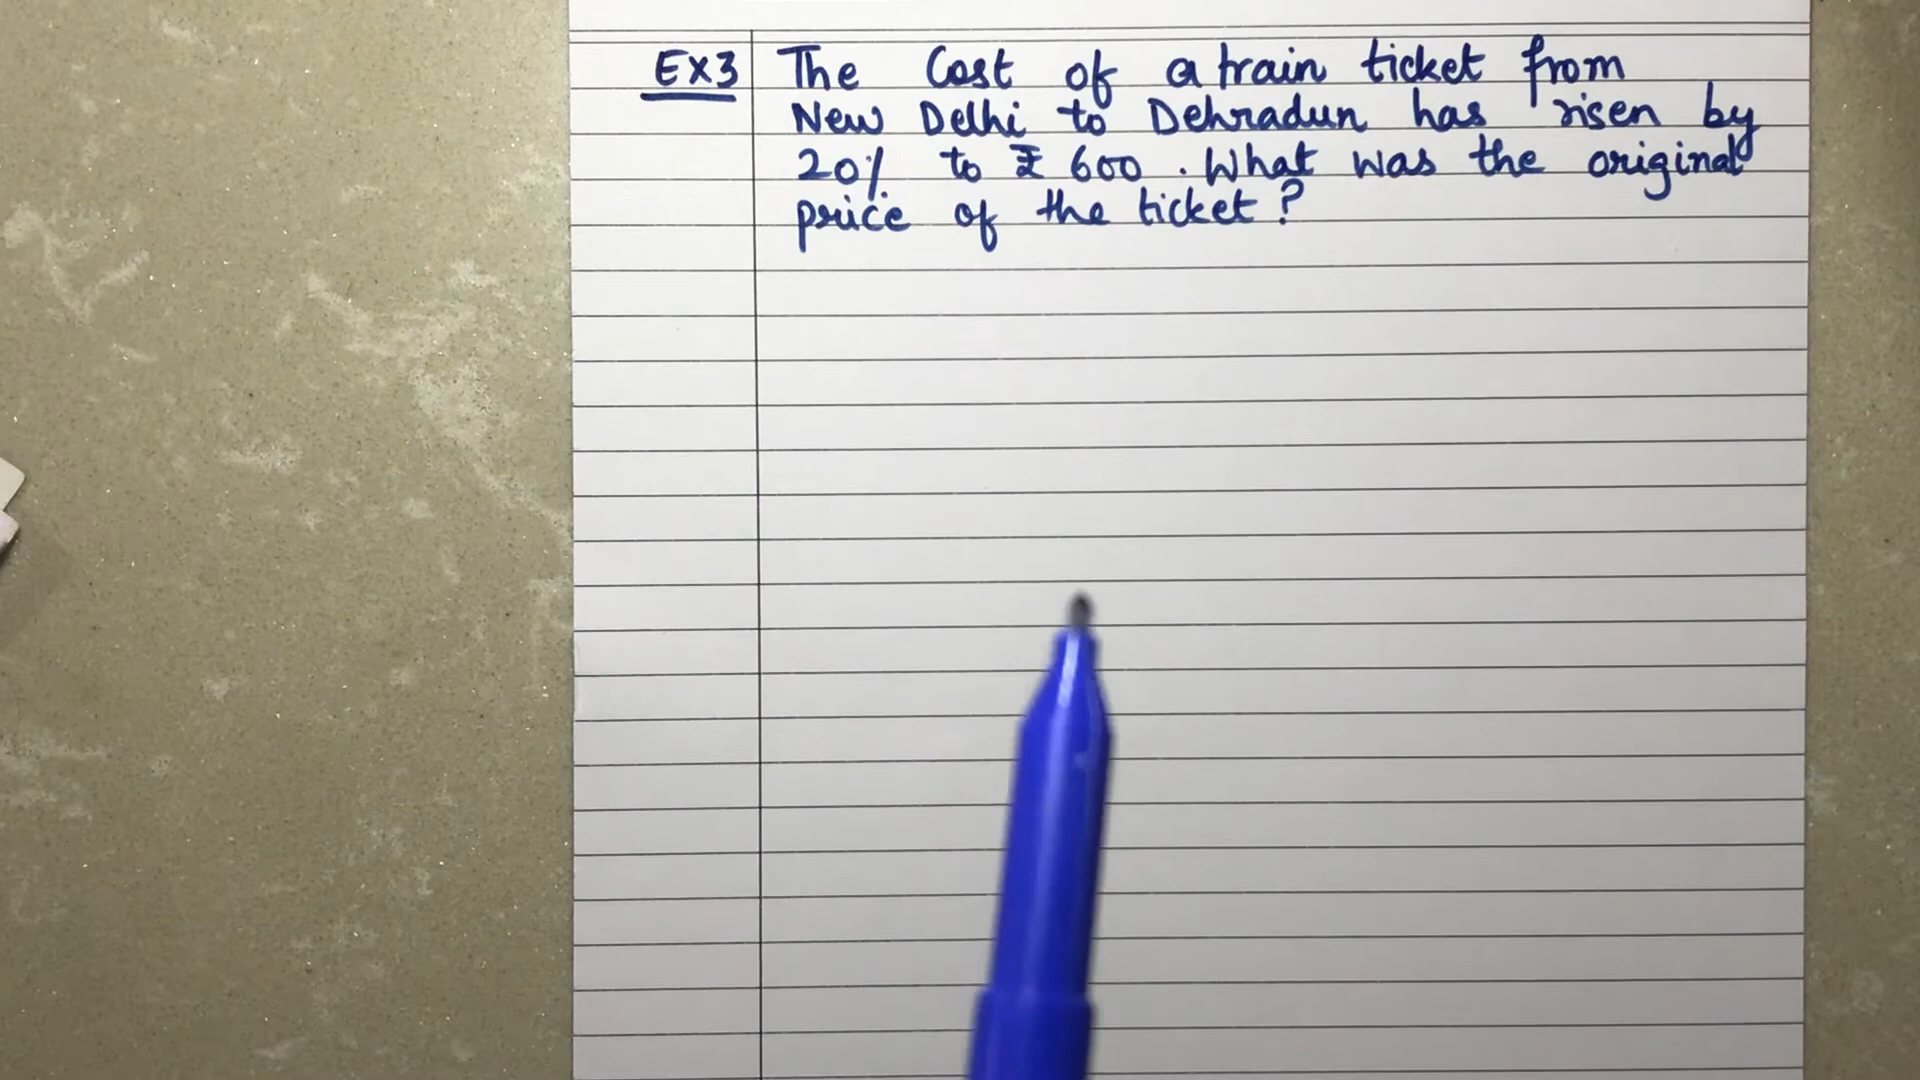 Ex3 The Cost of a train ticket from
New Delhi to Dehradun has risen by
20% to ₹ 600. What was the original
price of the ticket?